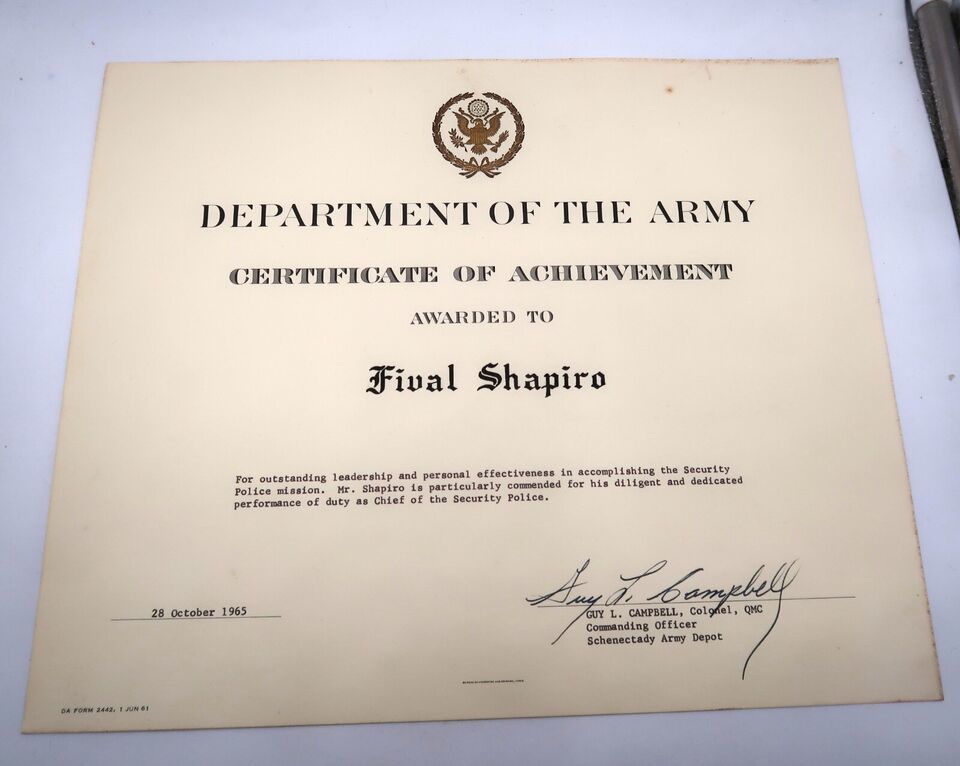 DEPARTMENT OF THE ARMY
CERTIFICATE OF ACHIEVEMENT
AWARDED TO
Fival Shapiro
For outstanding leadership and personal effectiveness in accomplishing the Security
Police mission. Mr. Shapiro is particularly commended for his diligent and dedicated
performance of duty as Chief of the Security Police.
Guy L. Campbell
28 October 1965
GUY L. CAMPBELL, Colonel, QMC
Commanding Officer
Schenectady Army Depot
DA FORM 2442, 1 JUN 61